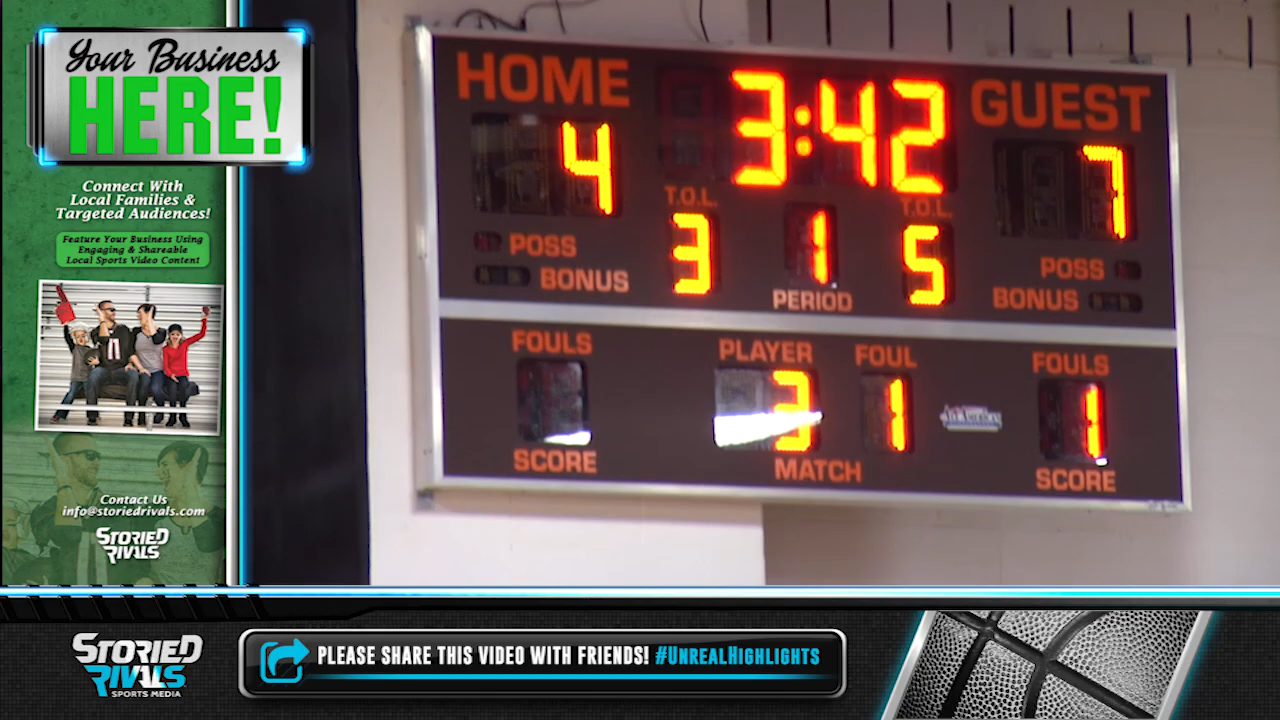 Your Business
HERE!
Connect With
Local Families &
Targeted Audiences!
Feature Your Business Using
Engaging & Shareable
Local Sports Video Content
Contact Us
info@storiedrivals.com
STORIED
RIVALS
HOME
3:42
GUEST
4
7
T.O.L.
T.O.L.
3
1
5
POSS
BONUS
PERIOD
POSS
BONUS
FOULS
PLAYER
FOUL
FOULS
3
1
1
SCORE
MATCH
SCORE
STORIED
RIVALS
SPORTS MEDIA
PLEASE SHARE THIS VIDEO WITH FRIENDS! #UNREALHIGHLIGHTS